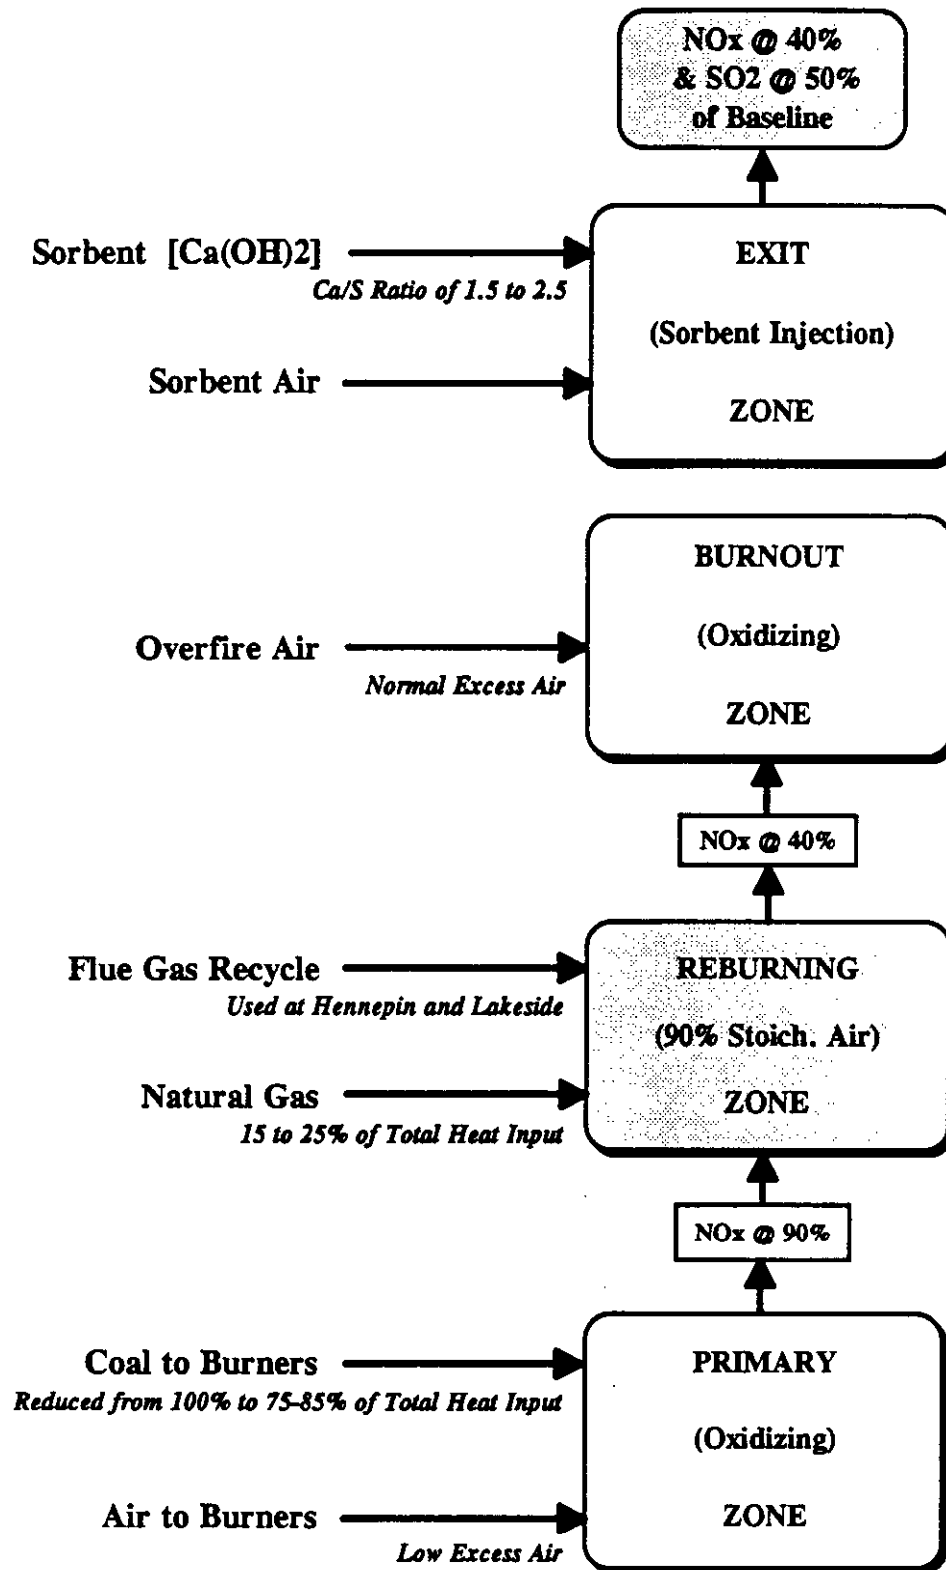 NOx @ 40%
& SO2 @ 50%
of Baseline
Sorbent [Ca(OH)2]
Ca/S Ratio of 1.5 to 2.5
Sorbent Air
EXIT
(Sorbent Injection)
ZONE
Overfire Air
Normal Excess Air
BURNOUT
(Oxidizing)
ZONE
NOx @ 40%
Flue Gas Recycle
Used at Hennepin and Lakeside
Natural Gas
15 to 25% of Total Heat Input
REBURNING
(90% Stoich. Air)
ZONE
NOx @ 90%
Coal to Burners
Reduced from 100% to 75-85% of Total Heat Input
Air to Burners
Low Excess Air
PRIMARY
(Oxidizing)
ZONE